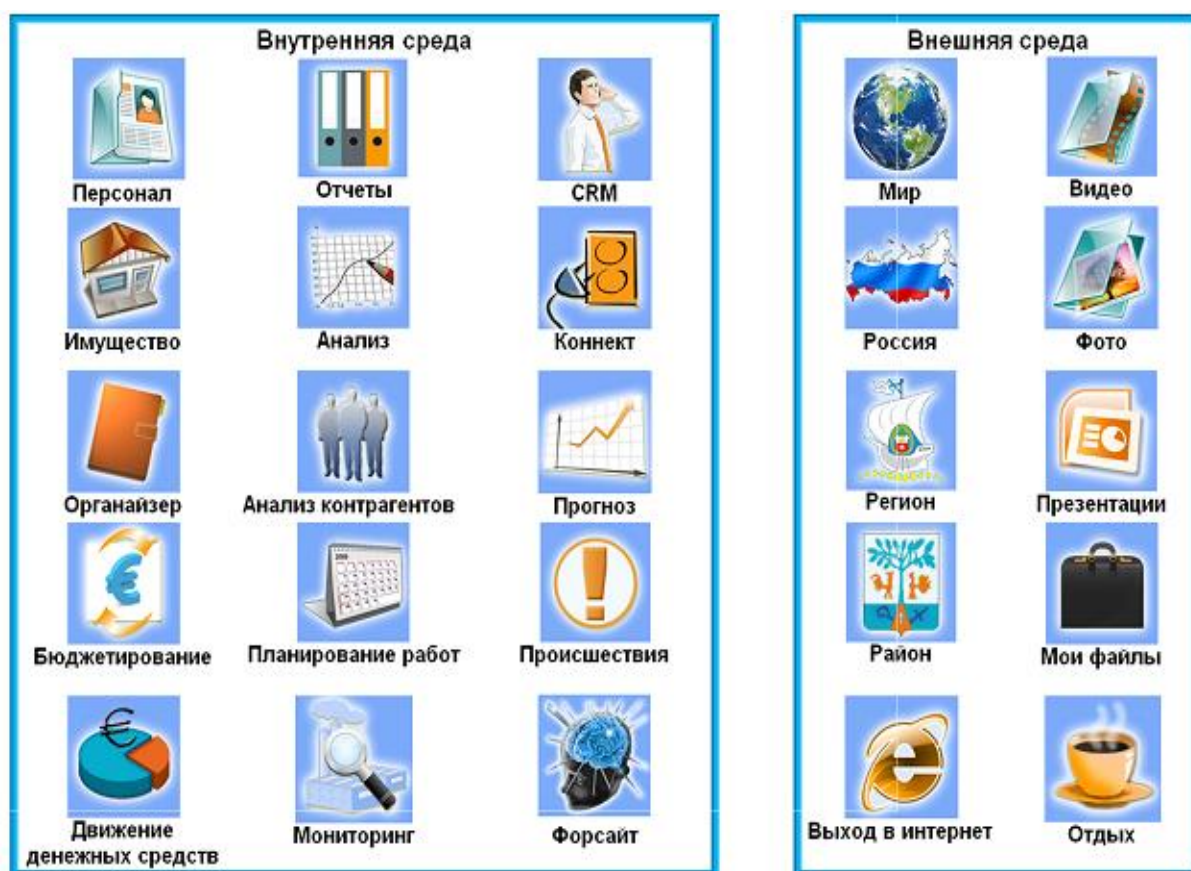 Внутренняя среда
Персонал
Отчеты
CRM
Имущество
Анализ
Коннект
Органайзер
Анализ контрагентов
Прогноз
Бюджетирование
Планирование работ
Происшествия
Движение
денежных средств
Мониторинг
Форсайт
Внешняя среда
Мир
Видео
Россия
Фото
Регион
Презентации
Район
Мои файлы
Выход в интернет
Отдых